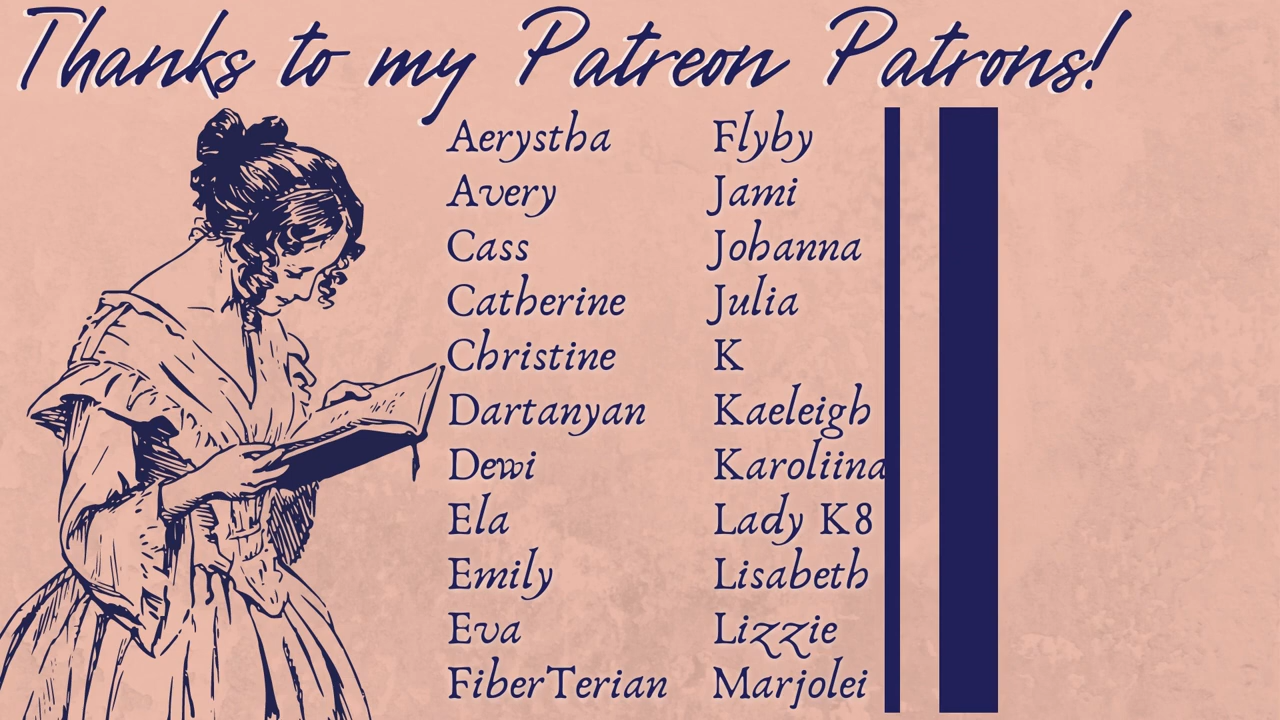 Thanks to my Patreon Patrons!
Aerystha
Avery
Cass
Catherine
Christine
Dartanyan
Dewi
Ela
Emily
Eva
FiberTerian
Flyby
Jami
Johanna
Julia
K
Kaeleigh
Karoliina
Lady K8
Lisabeth
Lizzie
Marjolei